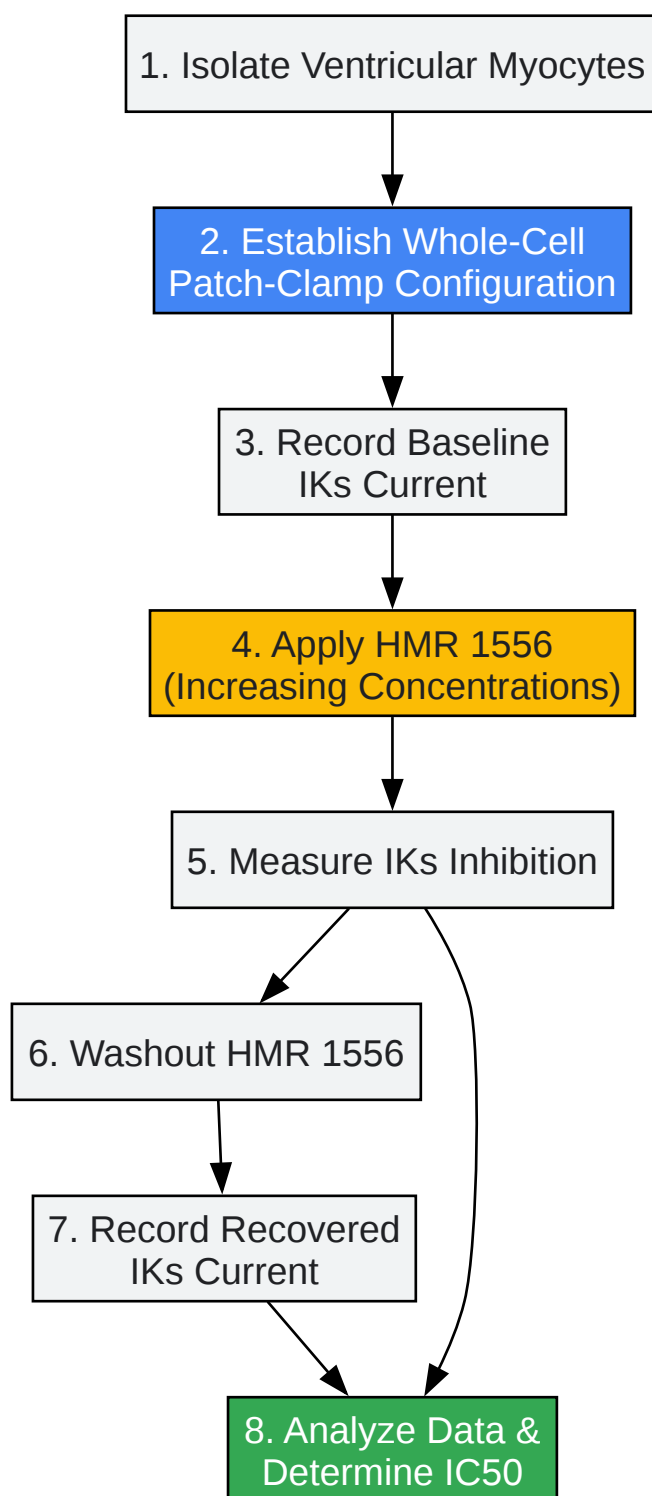 1. Isolate Ventricular Myocytes
2. Establish Whole-Cell
Patch-Clamp Configuration
3. Record Baseline
IKs Current
4. Apply HMR 1556
(Increasing Concentrations)
5. Measure IKs Inhibition
6. Washout HMR 1556
7. Record Recovered
IKs Current
8. Analyze Data &
Determine IC50